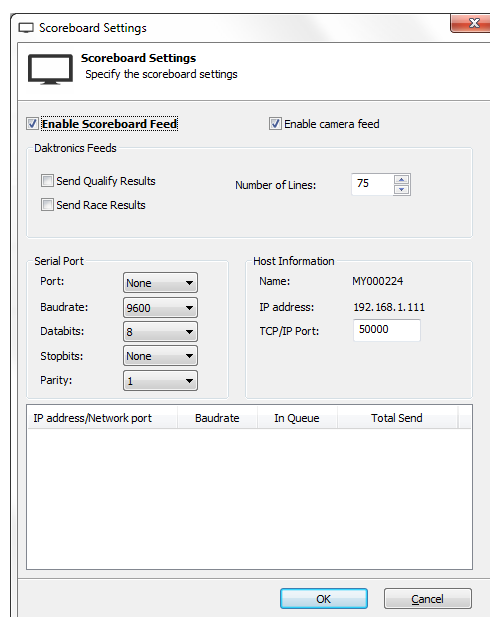 Scoreboard Settings
Scoreboard Settings
Specify the scoreboard settings
Enable Scoreboard Feed
Enable camera feed
Daktronics Feeds
Send Qualify Results
Number of Lines: 75
Send Race Results
Serial Port
Port: None
Baudrate: 9600
Databits: 8
Stopbits: None
Parity: 1
Host Information
Name: MY000224
IP address: 192.168.1.111
TCP/IP Port: 50000
IP address/Network port Baudrate In Queue Total Send
OK Cancel